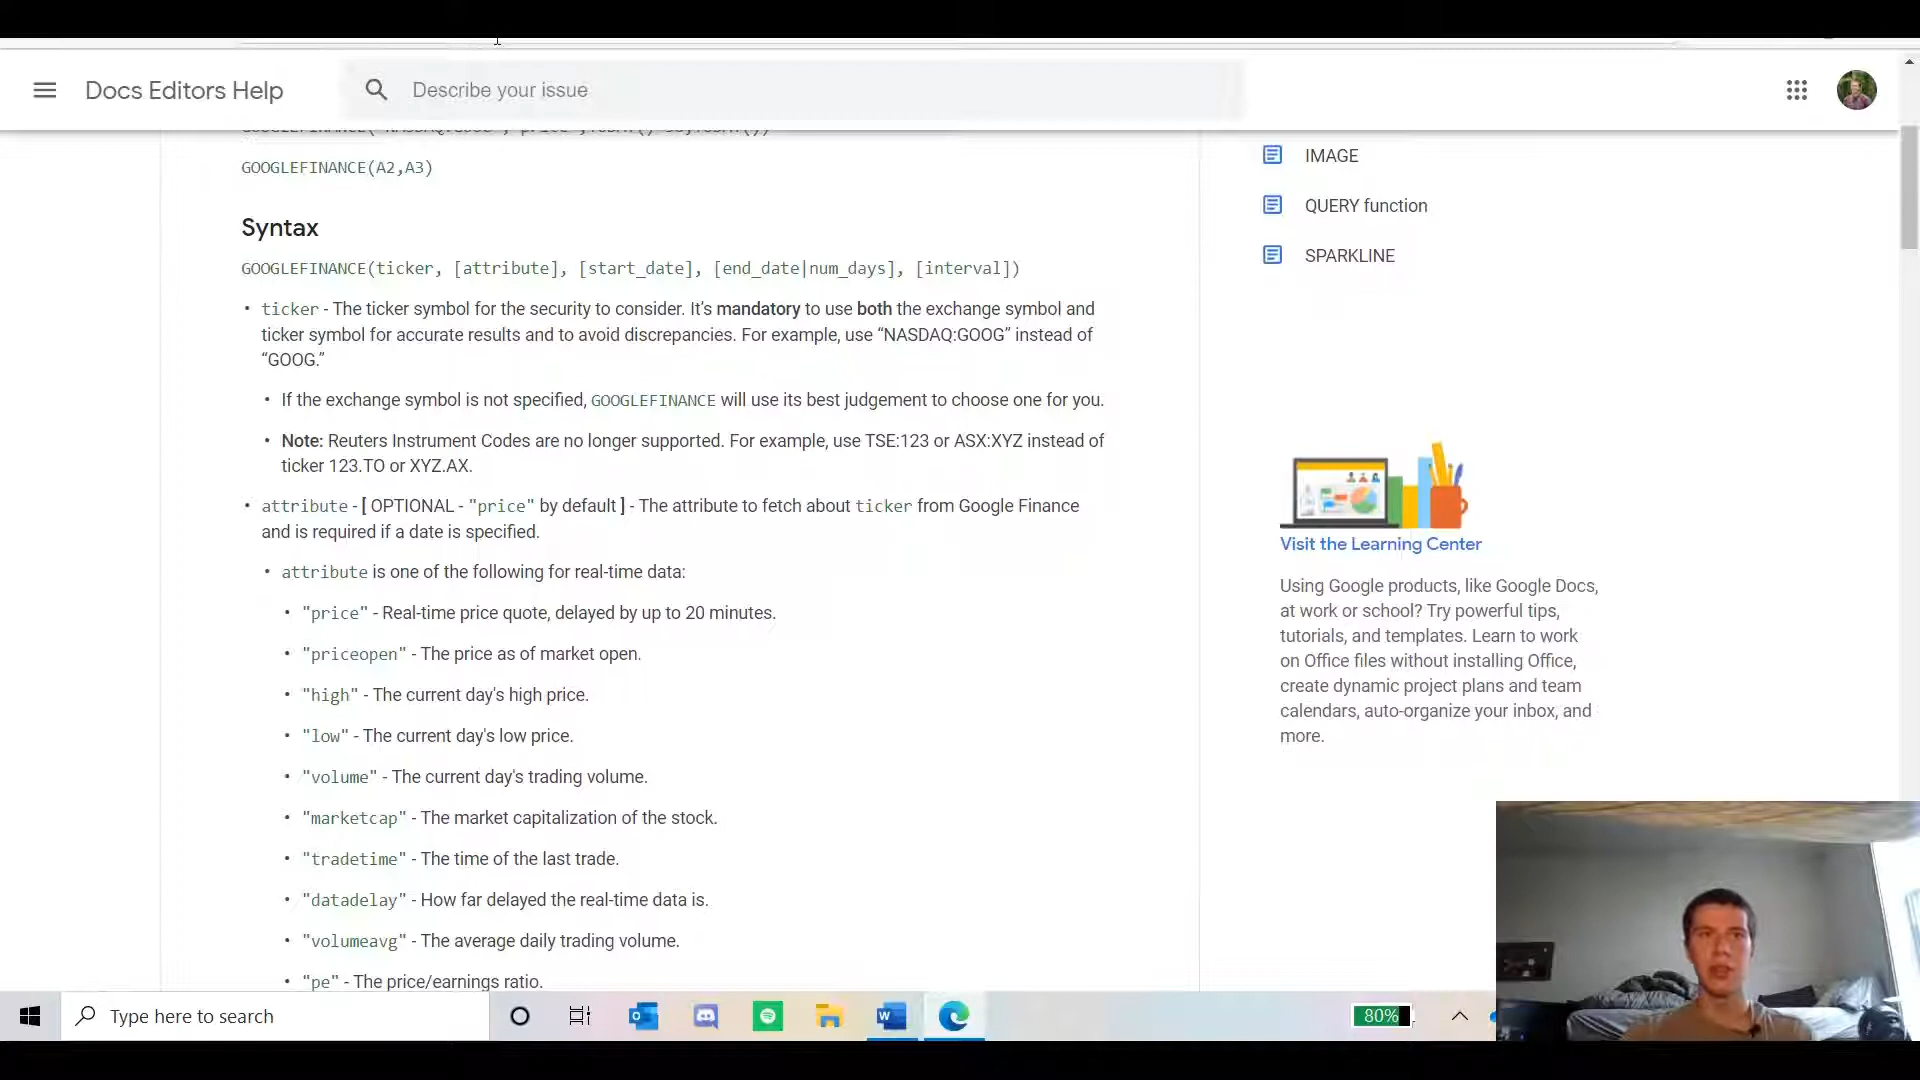 Docs Editors Help
Describe your issue
GOOGLEFINANCE(A2,A3)
Syntax
GOOGLEFINANCE(ticker, [attribute], [start_date], [end_date|num_days], [interval])
• ticker - The ticker symbol for the security to consider. It's mandatory to use both the exchange symbol and
ticker symbol for accurate results and to avoid discrepancies. For example, use “NASDAQ:GOOG” instead of
“GOOG.”
• If the exchange symbol is not specified, GOOGLEFINANCE will use its best judgement to choose one for you.
• Note: Reuters Instrument Codes are no longer supported. For example, use TSE:123 or ASX:XYZ instead of
ticker 123.TO or XYZ.AX.
• attribute - [ OPTIONAL - "price" by default ] - The attribute to fetch about ticker from Google Finance
and is required if a date is specified.
• attribute is one of the following for real-time data:
• "price" - Real-time price quote, delayed by up to 20 minutes.
• "priceopen" - The price as of market open.
• "high" - The current day's high price.
• "low" - The current day's low price.
• "volume" - The current day's trading volume.
• "marketcap" - The market capitalization of the stock.
• "tradetime" - The time of the last trade.
• "datadelay" - How far delayed the real-time data is.
• "volumeavg" - The average daily trading volume.
• "pe" - The price/earnings ratio.
IMAGE
QUERY function
SPARKLINE
Visit the Learning Center
Using Google products, like Google Docs,
at work or school? Try powerful tips,
tutorials, and templates. Learn to work
on Office files without installing Office,
create dynamic project plans and team
calendars, auto-organize your inbox, and
more.
Type here to search
80%